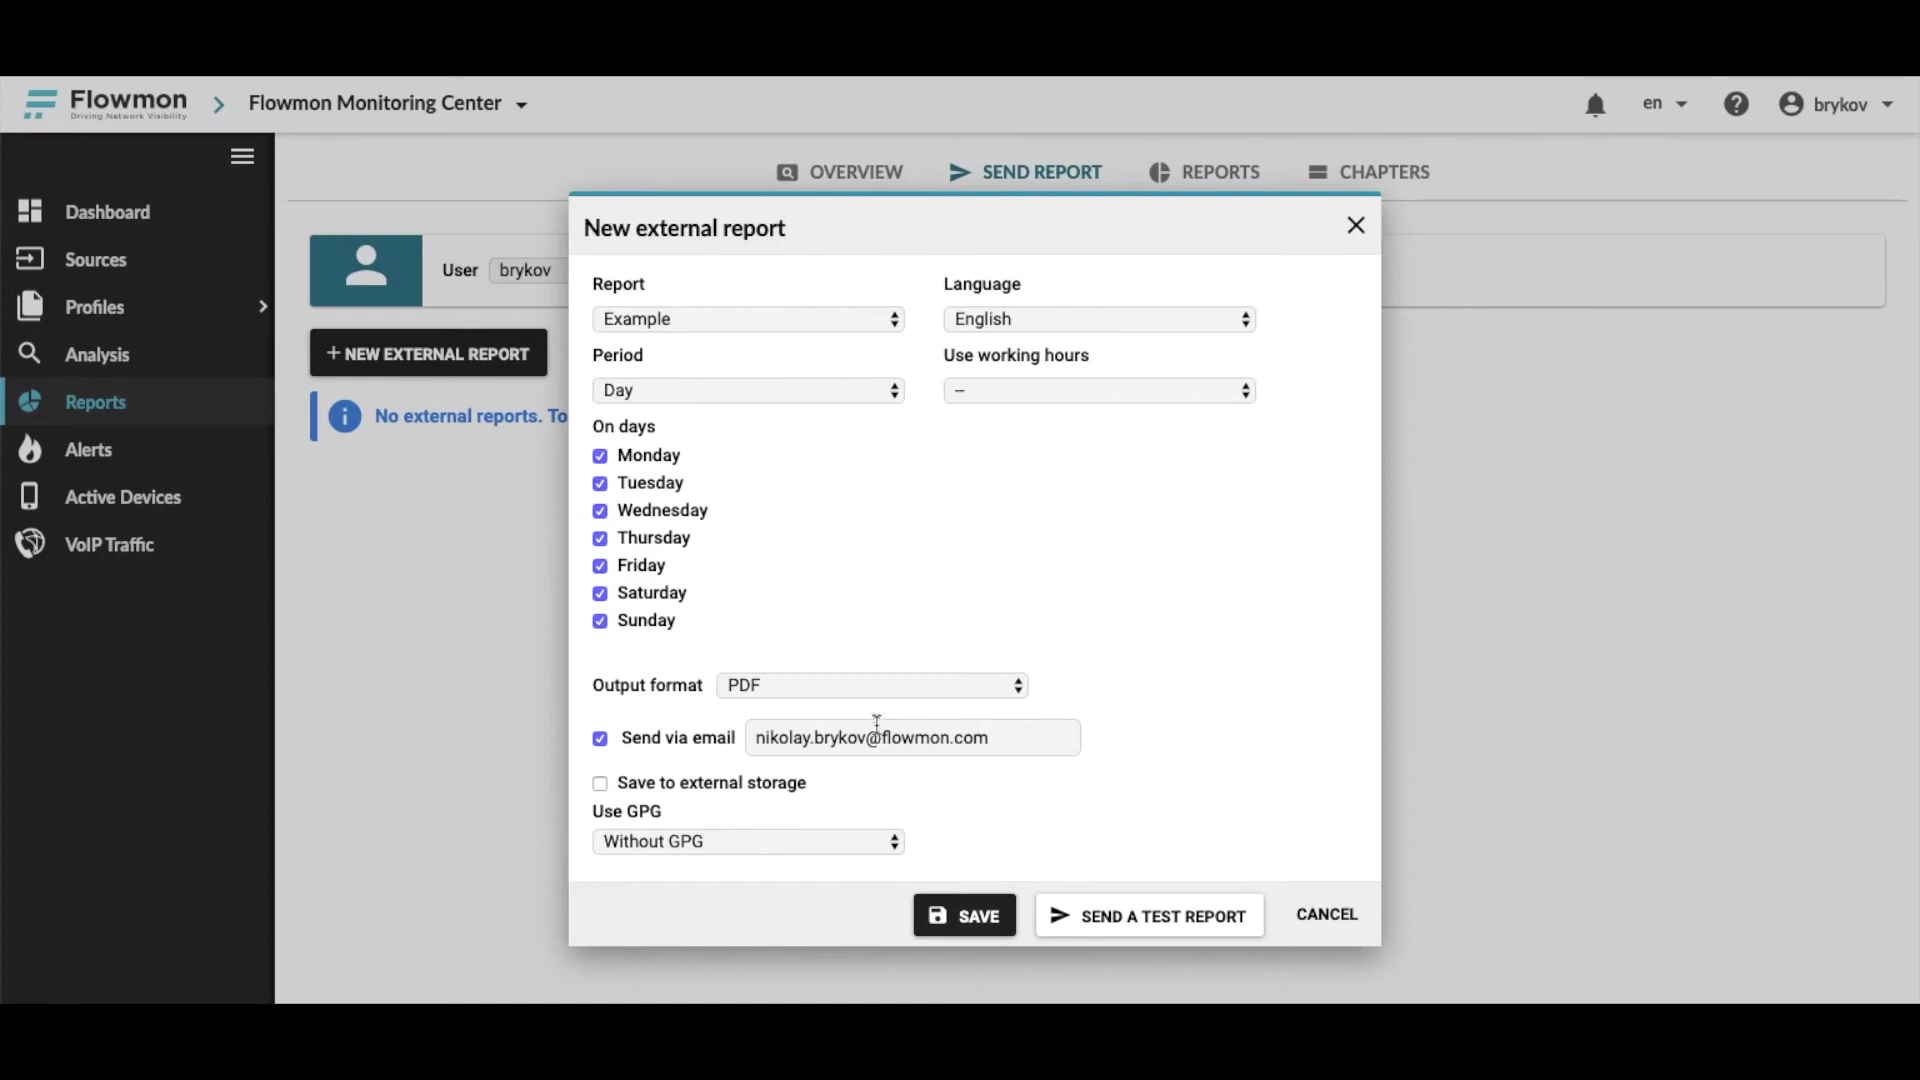 Flowmon
Driving Network Visibility
Flowmon Monitoring Center
en
brykov
Dashboard
Sources
Profiles
Analysis
Reports
Alerts
Active Devices
VoIP Traffic
OVERVIEW
SEND REPORT
REPORTS
CHAPTERS
User brykov
+ NEW EXTERNAL REPORT
No external reports. To
New external report
Report
Language
Example
English
Period
Use working hours
Day
--
On days
Monday
Tuesday
Wednesday
Thursday
Friday
Saturday
Sunday
Output format PDF
Send via email nikolay.brykov@flowmon.com
Save to external storage
Use GPG
Without GPG
SAVE
SEND A TEST REPORT
CANCEL